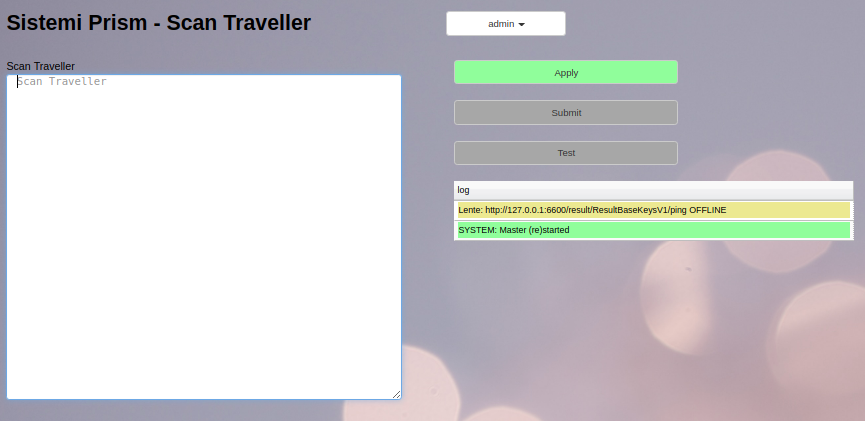 Sistemi Prism - Scan Traveller
admin
Scan Traveller
Scan Traveller
Apply
Submit
Test
log
Lente: http://127.0.0.1:6600/result/ResultBaseKeysV1/ping OFFLINE
SYSTEM: Master (re)started